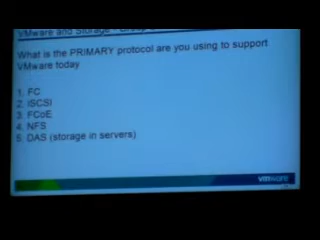 VMware and Storage - Group
What is the PRIMARY protocol are you using to support
VMware today
1. FC
2. iSCSI
3. FCoE
4. NFS
5. DAS (storage in servers)
vmware